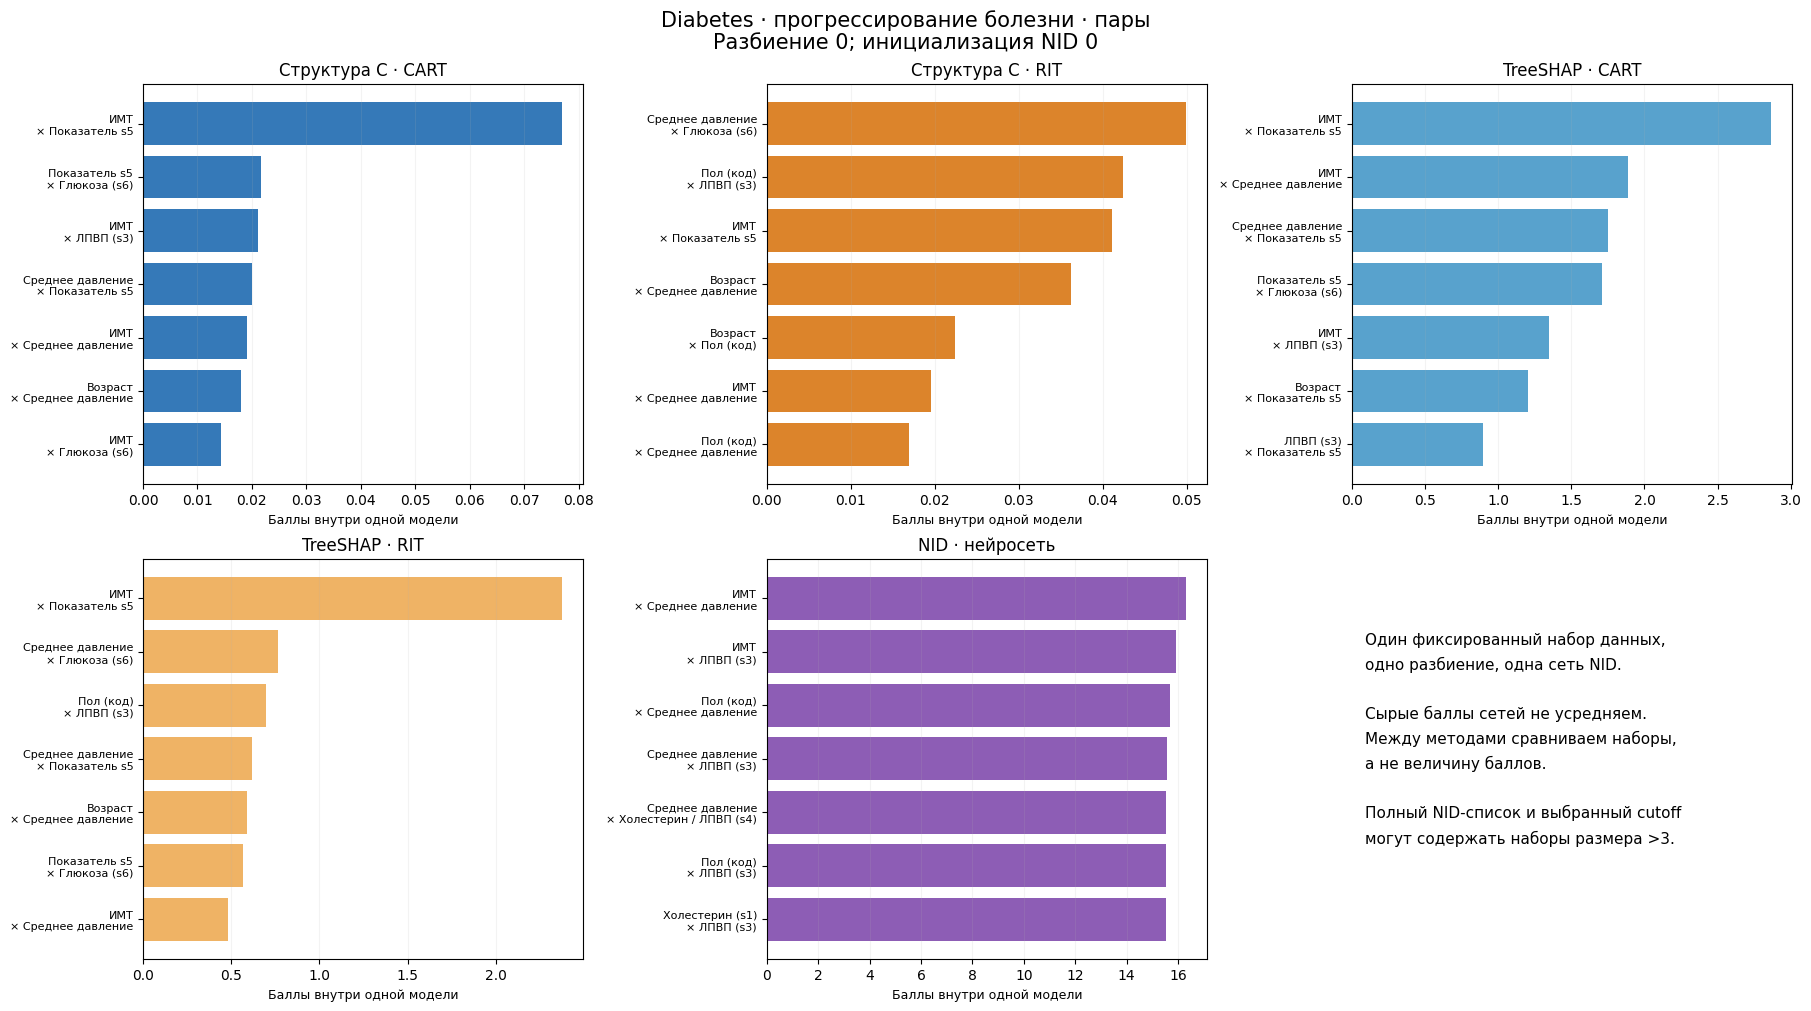 Diabetes · прогрессирование болезни · пары
Разбиение 0; инициализация NID 0
Структура C · CART
ИМТ
× Показатель s5
Показатель s5
× Глюкоза (s6)
ИМТ
× ЛПВП (s3)
Среднее давление
× Показатель s5
ИМТ
× Среднее давление
Возраст
× Среднее давление
ИМТ
× Глюкоза (s6)
0.00 0.01 0.02 0.03 0.04 0.05 0.06 0.07 0.08
Баллы внутри одной модели
Структура C · RIT
Среднее давление
× Глюкоза (s6)
Пол (код)
× ЛПВП (s3)
ИМТ
× Показатель s5
Возраст
× Среднее давление
Возраст
× Пол (код)
ИМТ
× Среднее давление
Пол (код)
× Среднее давление
0.00 0.01 0.02 0.03 0.04 0.05
Баллы внутри одной модели
TreeSHAP · CART
ИМТ
× Показатель s5
ИМТ
× Среднее давление
Среднее давление
× Показатель s5
Показатель s5
× Глюкоза (s6)
ИМТ
× ЛПВП (s3)
Возраст
× Показатель s5
ЛПВП (s3)
× Показатель s5
0.0 0.5 1.0 1.5 2.0 2.5 3.0
Баллы внутри одной модели
TreeSHAP · RIT
ИМТ
× Показатель s5
Среднее давление
× Глюкоза (s6)
Пол (код)
× ЛПВП (s3)
Среднее давление
× Показатель s5
Возраст
× Среднее давление
Показатель s5
× Глюкоза (s6)
ИМТ
× Среднее давление
0.0 0.5 1.0 1.5 2.0
Баллы внутри одной модели
NID · нейросеть
ИМТ
× Среднее давление
ИМТ
× ЛПВП (s3)
Пол (код)
× Среднее давление
Среднее давление
× ЛПВП (s3)
Среднее давление
× Холестерин / ЛПВП (s4)
Пол (код)
× ЛПВП (s3)
Холестерин (s1)
× ЛПВП (s3)
0 2 4 6 8 10 12 14 16
Баллы внутри одной модели
Один фиксированный набор данных,
одно разбиение, одна сеть NID.
Сырые баллы сетей не усредняем.
Между методами сравниваем наборы,
а не величину баллов.
Полный NID-список и выбранный cutoff
могут содержать наборы размера >3.